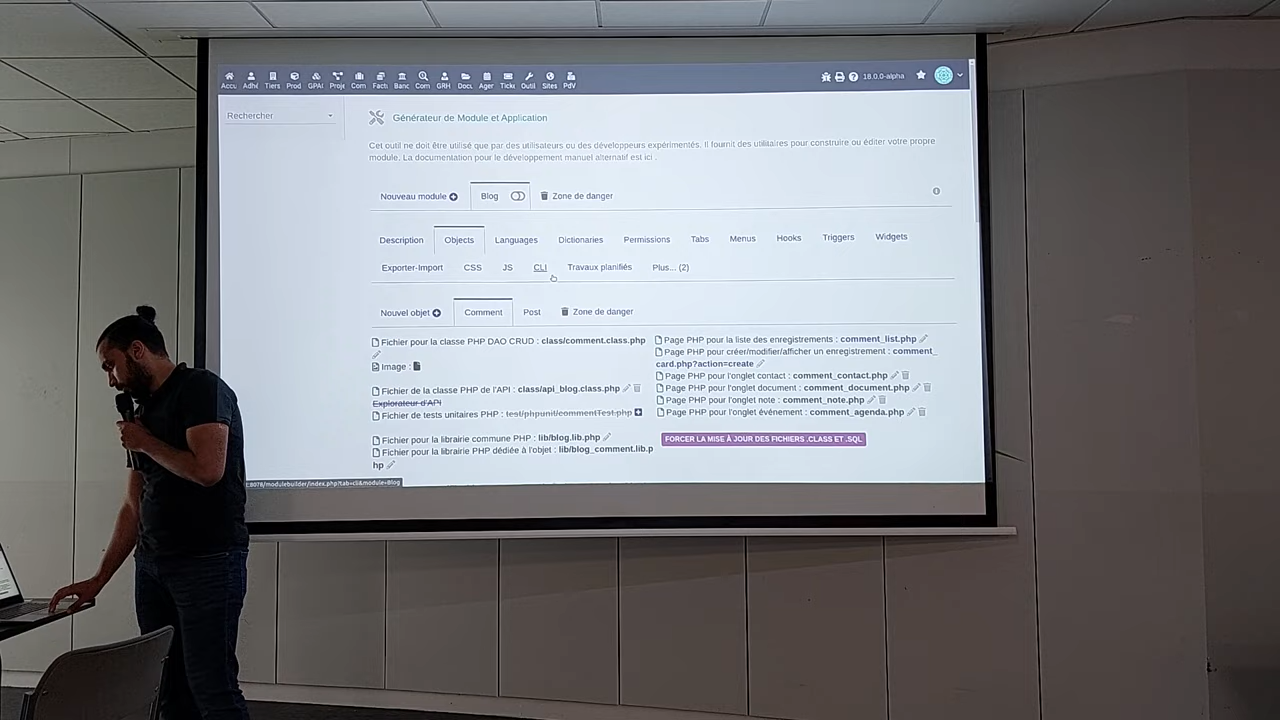 Accu Adhé Tiers Prod GPAI Proje Com Factu Banc Com GRH Docu Ager Ticke Outil Sites PdV
18.0.0-alpha
Rechercher
Générateur de Module et Application
Cet outil ne doit être utilisé que par des utilisateurs ou des développeurs expérimentés. Il fournit des utilitaires pour construire ou éditer votre propre
module. La documentation pour le développement manuel alternatif est ici .
Nouveau module Blog Zone de danger
Description Objects Languages Dictionaries Permissions Tabs Menus Hooks Triggers Widgets
Exporter-Import CSS JS CLI Travaux planifiés Plus... (2)
Nouvel objet Comment Post Zone de danger
Fichier pour la classe PHP DAO CRUD : class/comment.class.php
Image :
Fichier de la classe PHP de l'API : class/api_blog.class.php
Explorateur d'API
Fichier de tests unitaires PHP : test/phpunit/commentTest.php
Fichier pour la librairie commune PHP : lib/blog.lib.php
Fichier pour la librairie PHP dédiée à l'objet : lib/blog_comment.lib.p
hp
Page PHP pour la liste des enregistrements : comment_list.php
Page PHP pour créer/modifier/afficher un enregistrement : comment_
card.php?action=create
Page PHP pour l'onglet contact : comment_contact.php
Page PHP pour l'onglet document : comment_document.php
Page PHP pour l'onglet note : comment_note.php
Page PHP pour l'onglet événement : comment_agenda.php
FORCER LA MISE À JOUR DES FICHIERS .CLASS ET .SQL
:8078/modulebuilder/index.php?tab=cli&module=Blog